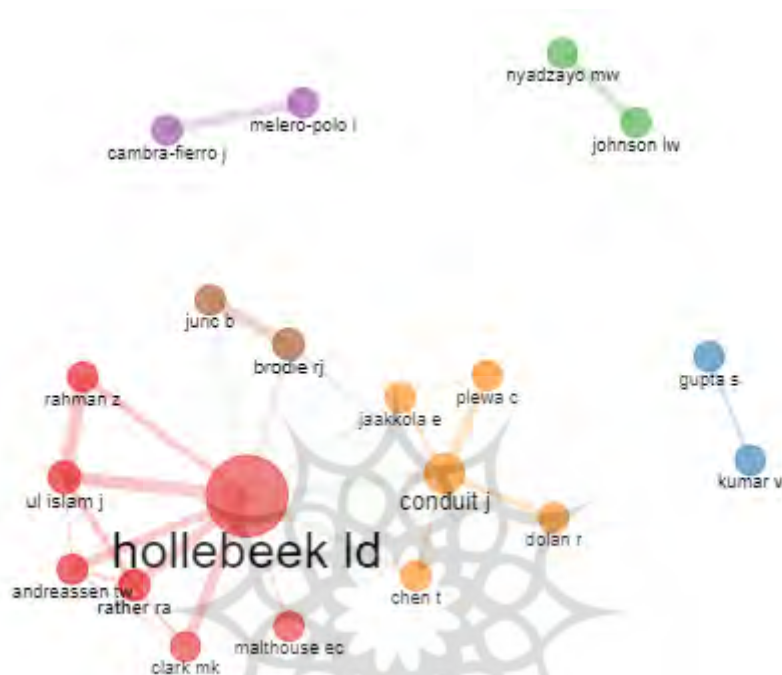 nyadzayo mw
melero-polo i
johnson lw
cambra-fierro j
juric b
brodie rj
gupta s
rahman z
plewa c
jaakkola e
kumar v
ul islam j
conduit j
dolan r
hollebeek ld
andreassen tw
rather ra
chen t
malthouse ec
clark mk